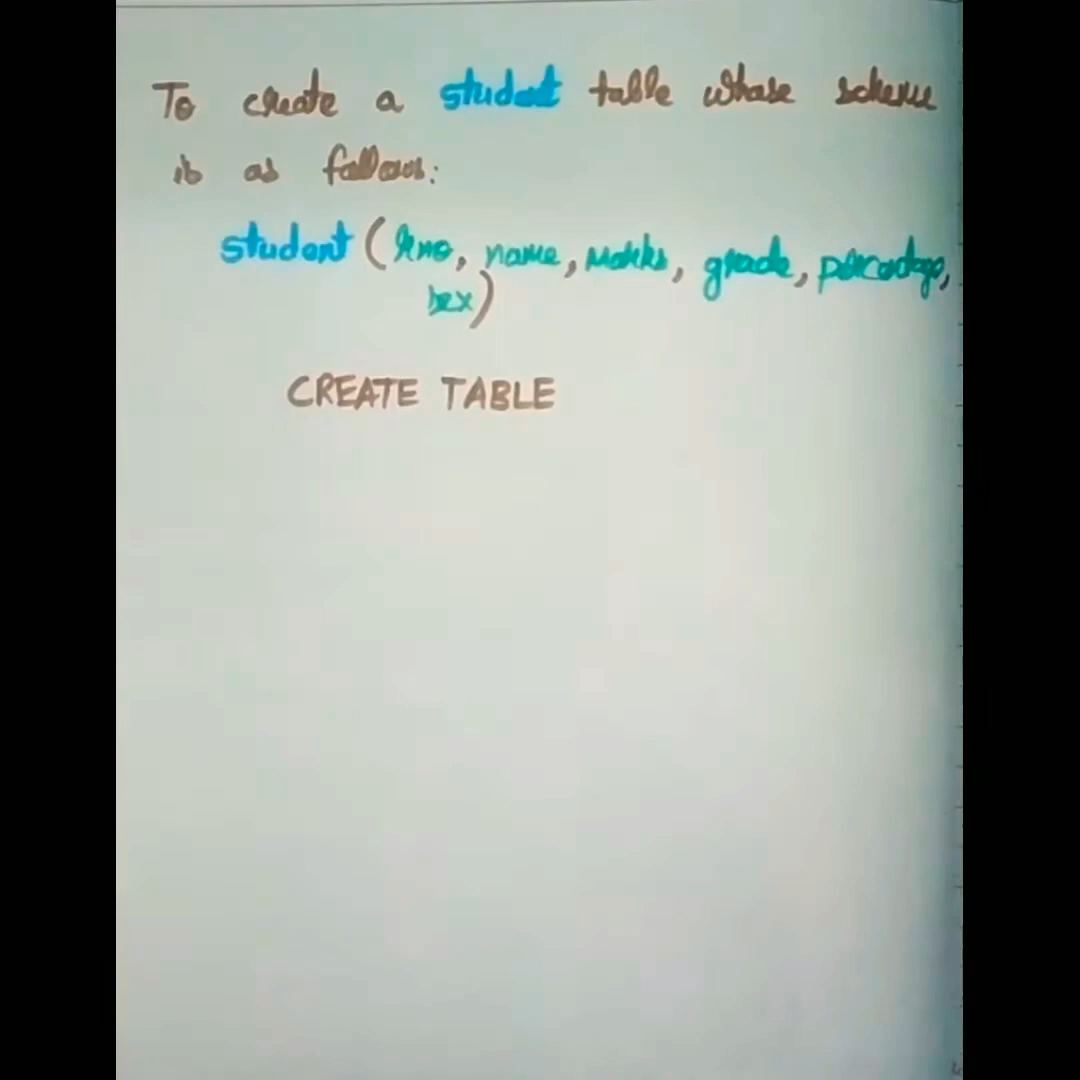 To create a student table whose scheme
is as follows:
student (rno, name, marks, grade, percentage,
sex)
CREATE TABLE